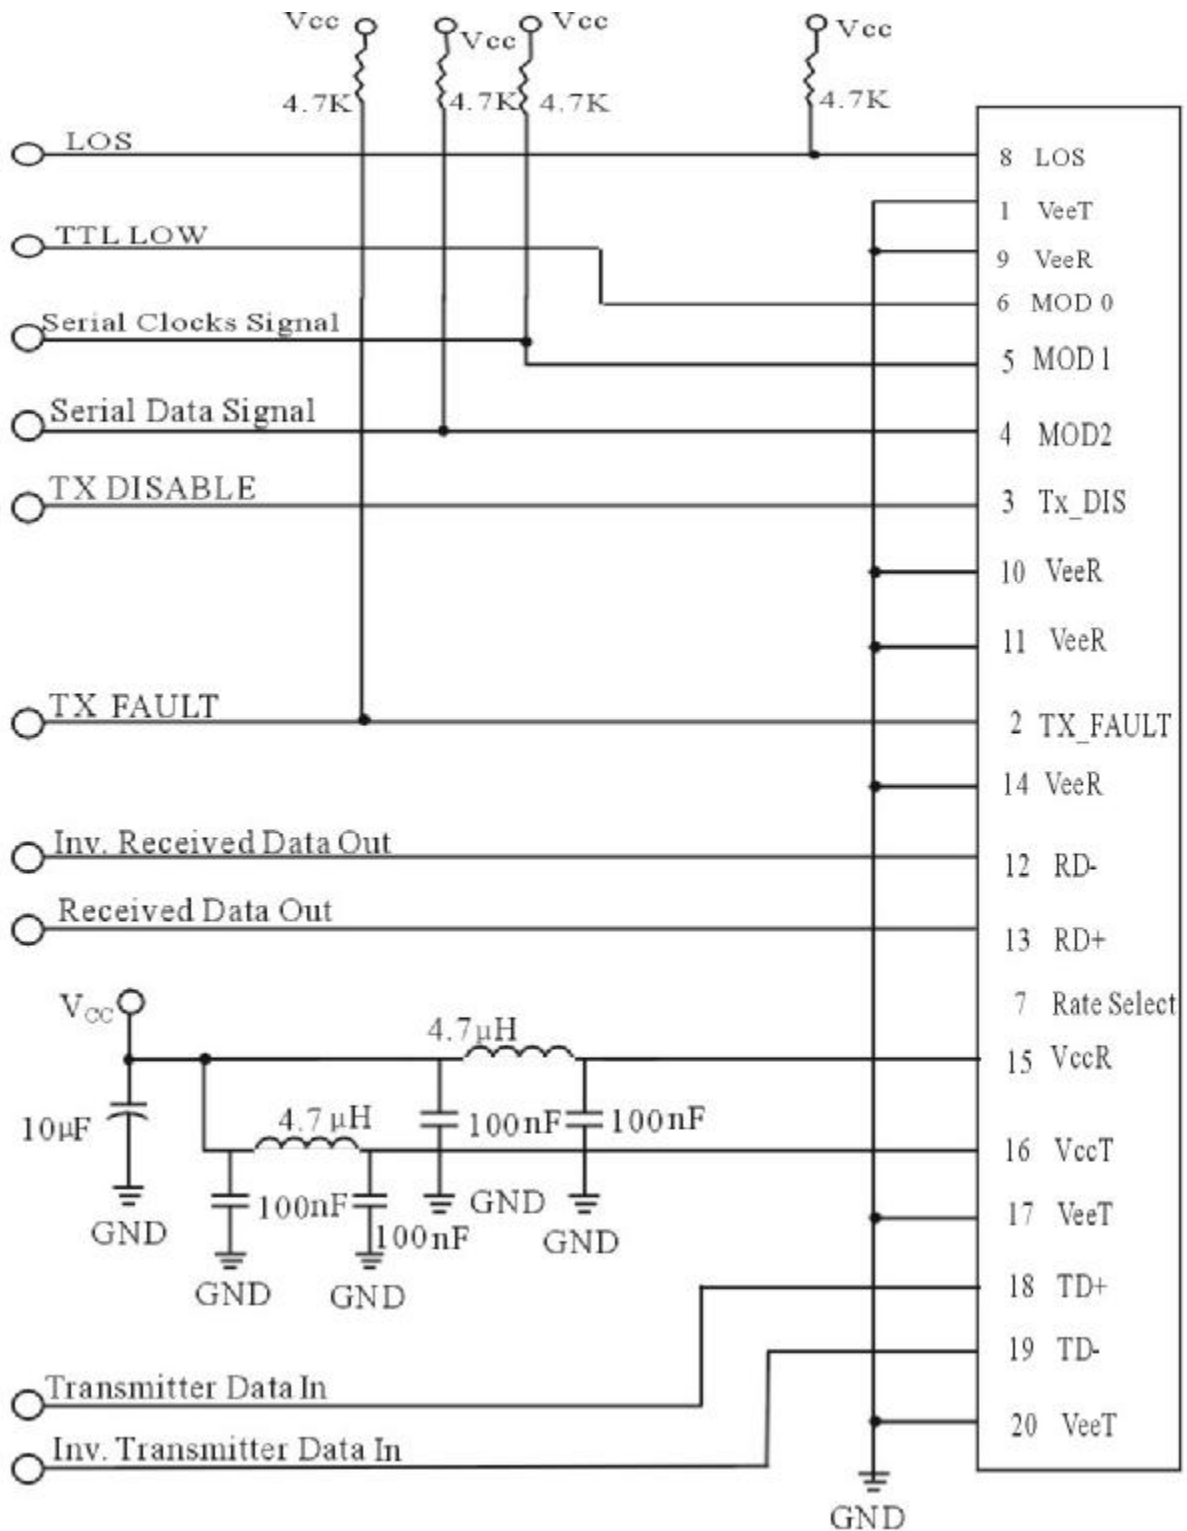 Vcc
Vcc
Vcc
Vcc
4.7K
4.7K
4.7K
4.7K
LOS
8 LOS
1 VeeT
TTL LOW
9 VeeR
6 MOD 0
Serial Clocks Signal
5 MOD 1
Serial Data Signal
4 MOD2
TX DISABLE
3 Tx_DIS
10 VeeR
11 VeeR
TX FAULT
2 TX_FAULT
14 VeeR
Inv. Received Data Out
12 RD-
Received Data Out
13 RD+
VCC
7 Rate Select
4.7μH
15 VccR
10μF
4.7μH
100nF
100nF
16 VccT
100nF
GND
GND
100nF
GND
17 VeeT
GND
GND
18 TD+
19 TD-
Transmitter Data In
20 VeeT
Inv. Transmitter Data In
GND